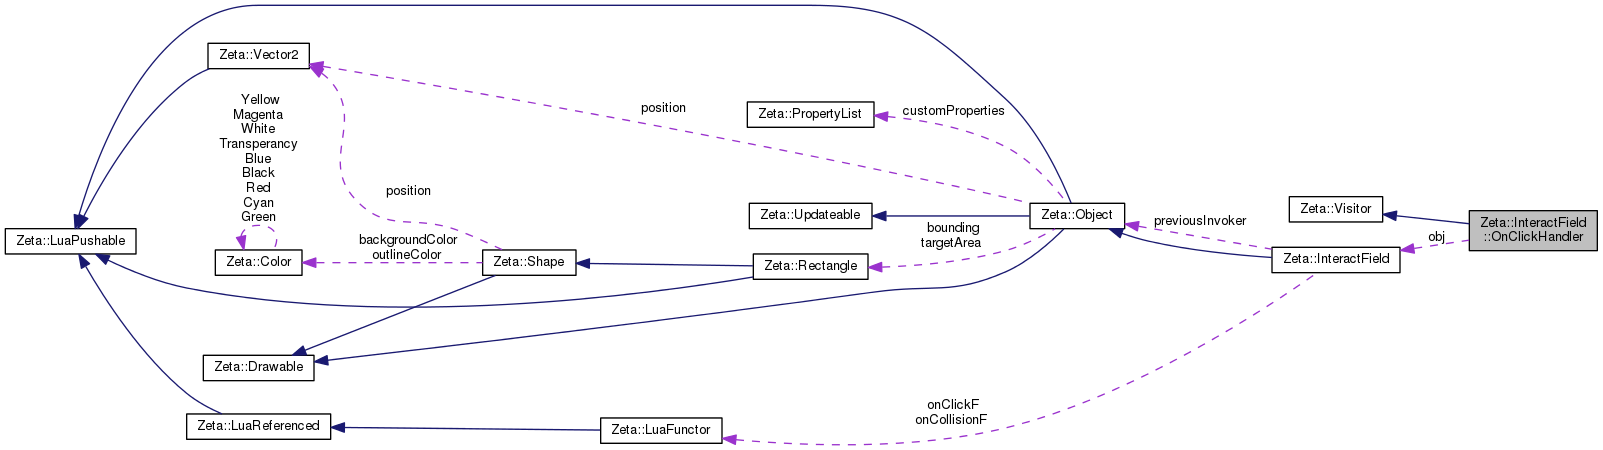 Zeta::Vector2
Yellow
Magenta
White
Transperancy
Blue
Black
Red
Cyan
Green
Zeta::LuaPushable
Zeta::Color
backgroundColor
outlineColor
position
Zeta::Shape
Zeta::Drawable
Zeta::LuaReferenced
Zeta::LuaFunctor
position
Zeta::PropertyList
customProperties
Zeta::Updateable
bounding
targetArea
Zeta::Rectangle
Zeta::Object
previousInvoker
Zeta::InteractField
onClickF
onCollisionF
Zeta::Visitor
obj
Zeta::InteractField
::OnClickHandler